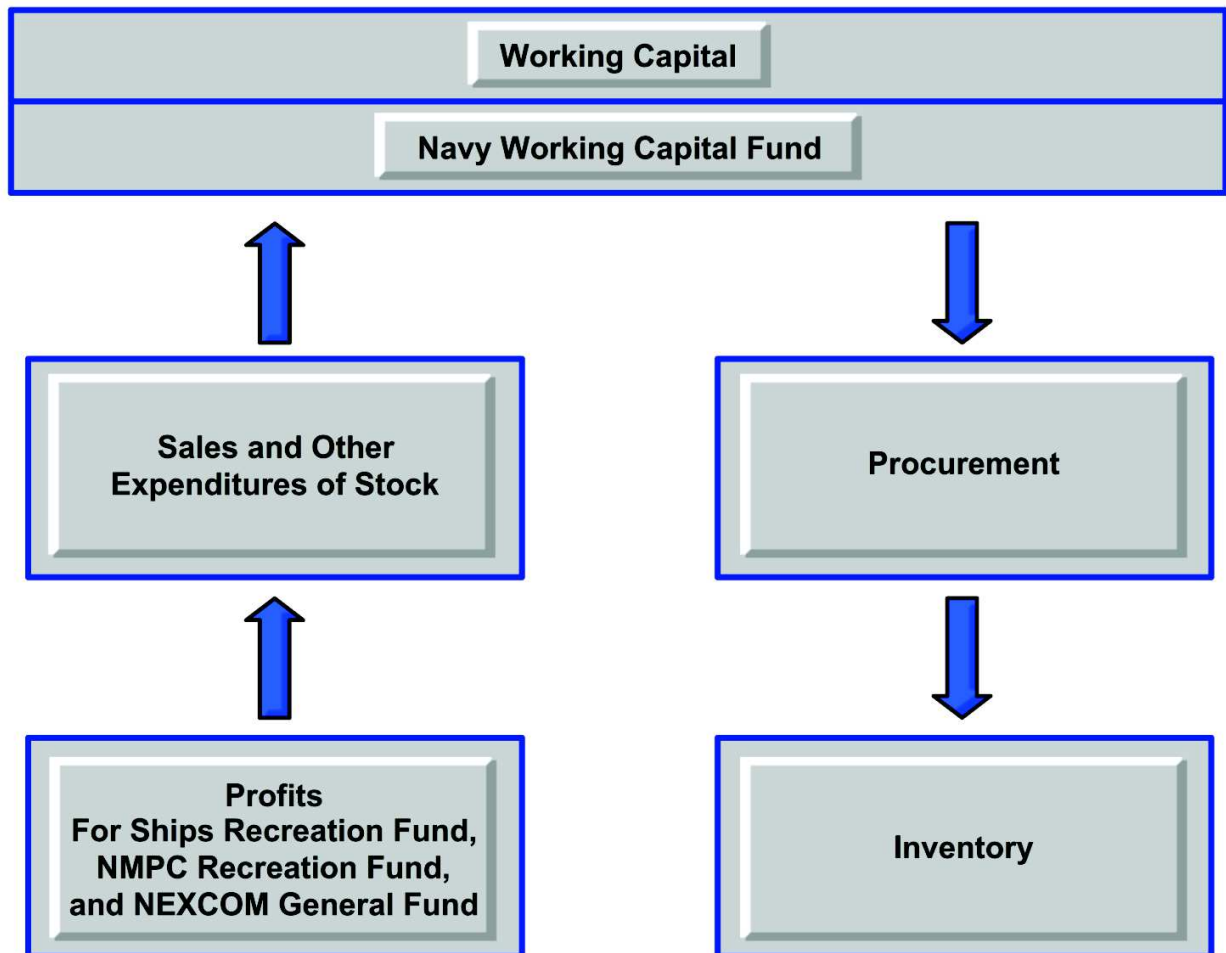 Working Capital
Navy Working Capital Fund
Sales and Other
Expenditures of Stock
Procurement
Profits
For Ships Recreation Fund,
NMPC Recreation Fund,
and NEXCOM General Fund
Inventory